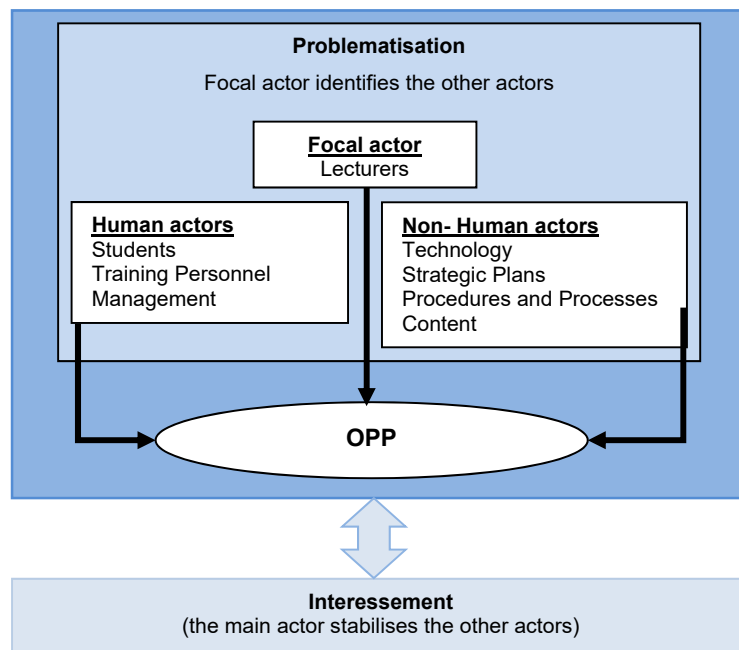 Problematisation
Focal actor identifies the other actors
Focal actor
Lecturers
Human actors
Students
Training Personnel
Management
Non- Human actors
Technology
Strategic Plans
Procedures and Processes
Content
OPP
Interessement
(the main actor stabilises the other actors)